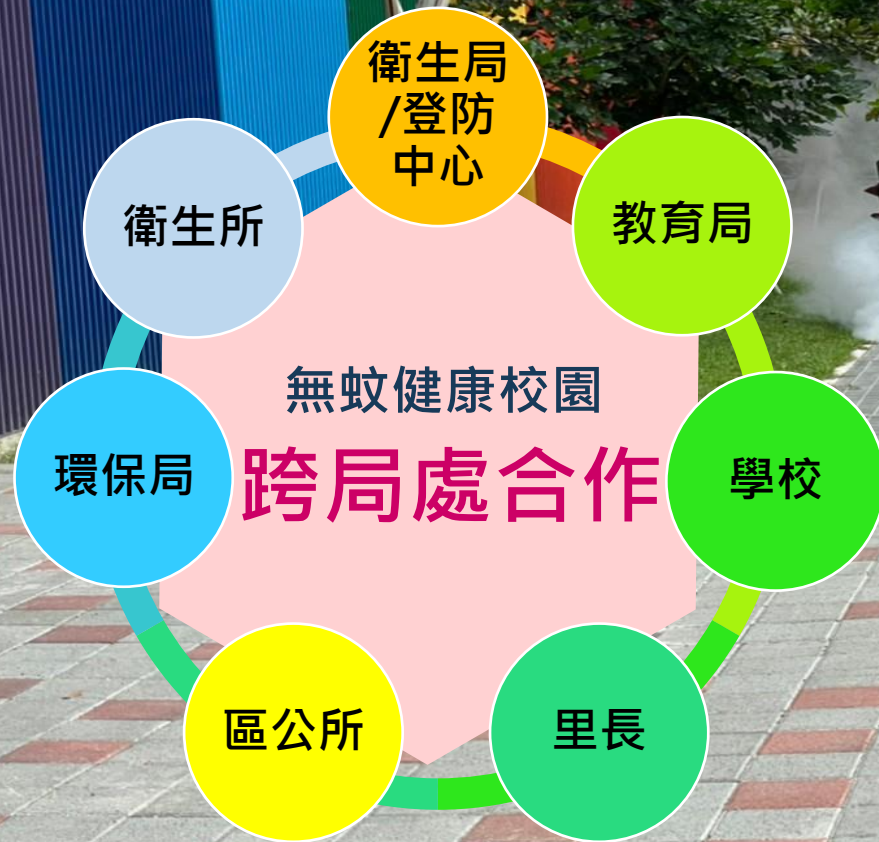 衛生局
/登防
中心
衛生所
教育局
無蚊健康校園
跨局處合作
環保局
學校
區公所
里長